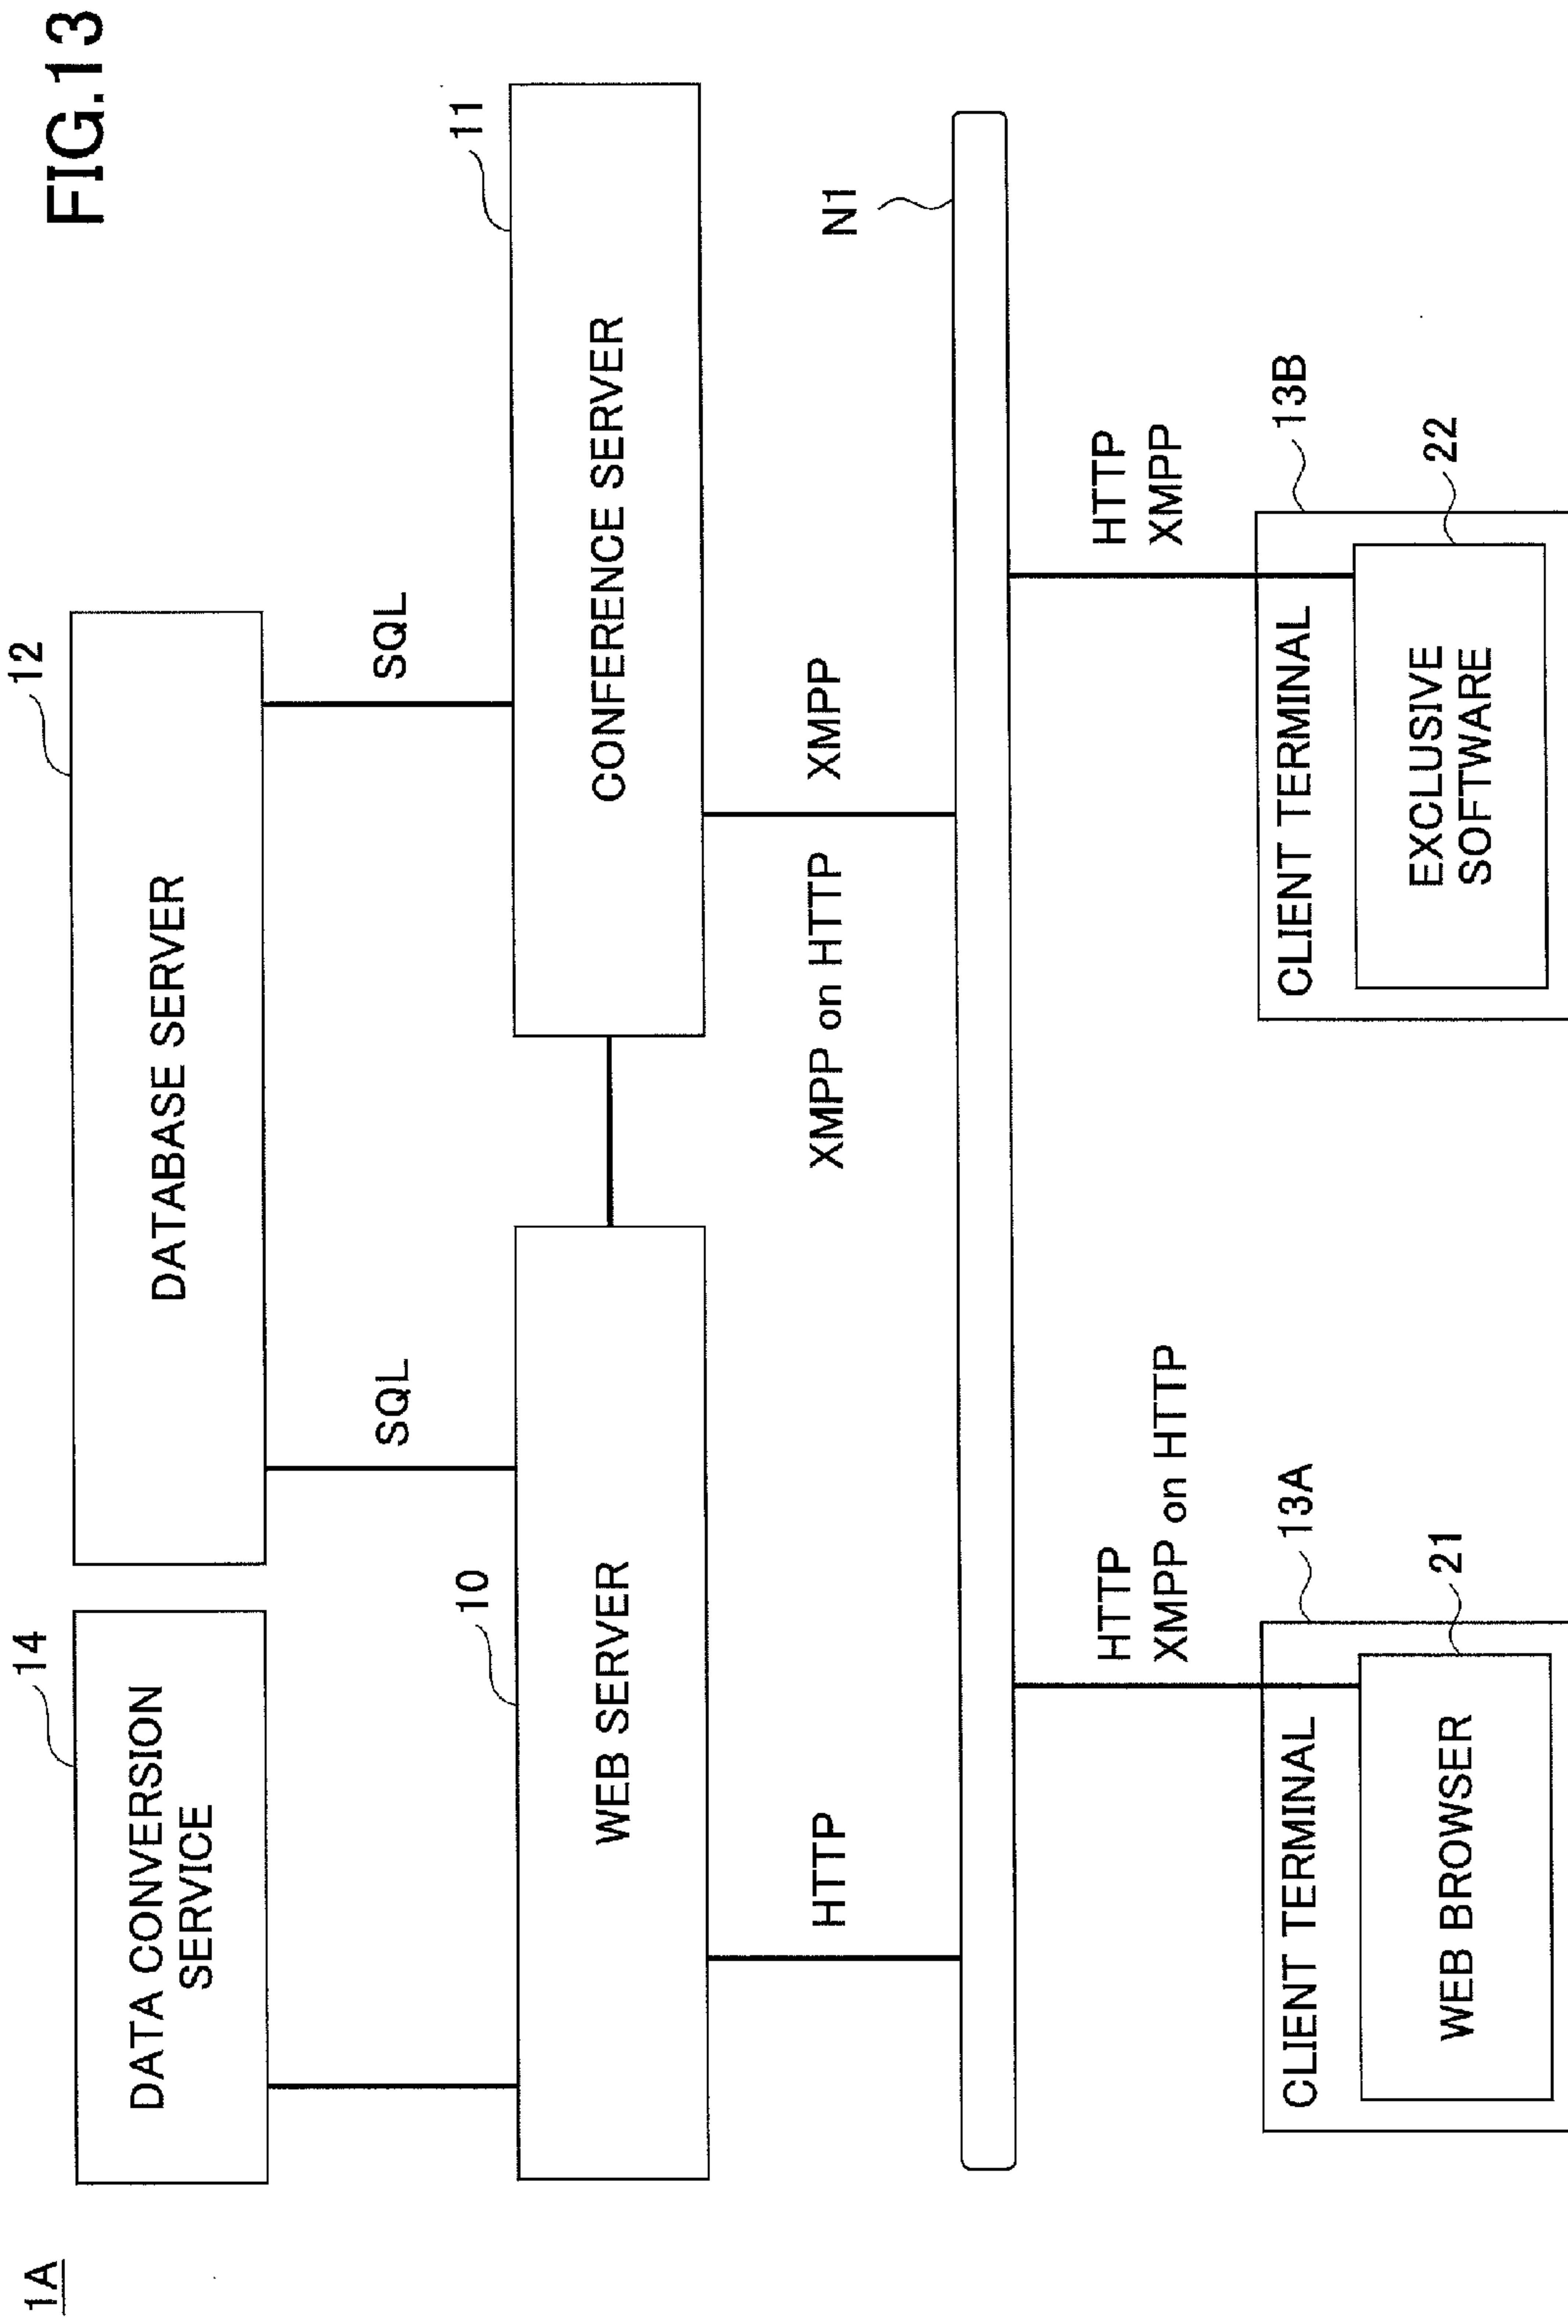 FIG.13
1A
14
12
DATA CONVERSION
SERVICE
DATABASE SERVER
SQL
SQL
10
11
WEB SERVER
CONFERENCE SERVER
HTTP
XMPP on HTTP
XMPP
N1
HTTP
XMPP on HTTP
HTTP
XMPP
13A
13B
CLIENT TERMINAL
21
WEB BROWSER
CLIENT TERMINAL
22
EXCLUSIVE
SOFTWARE